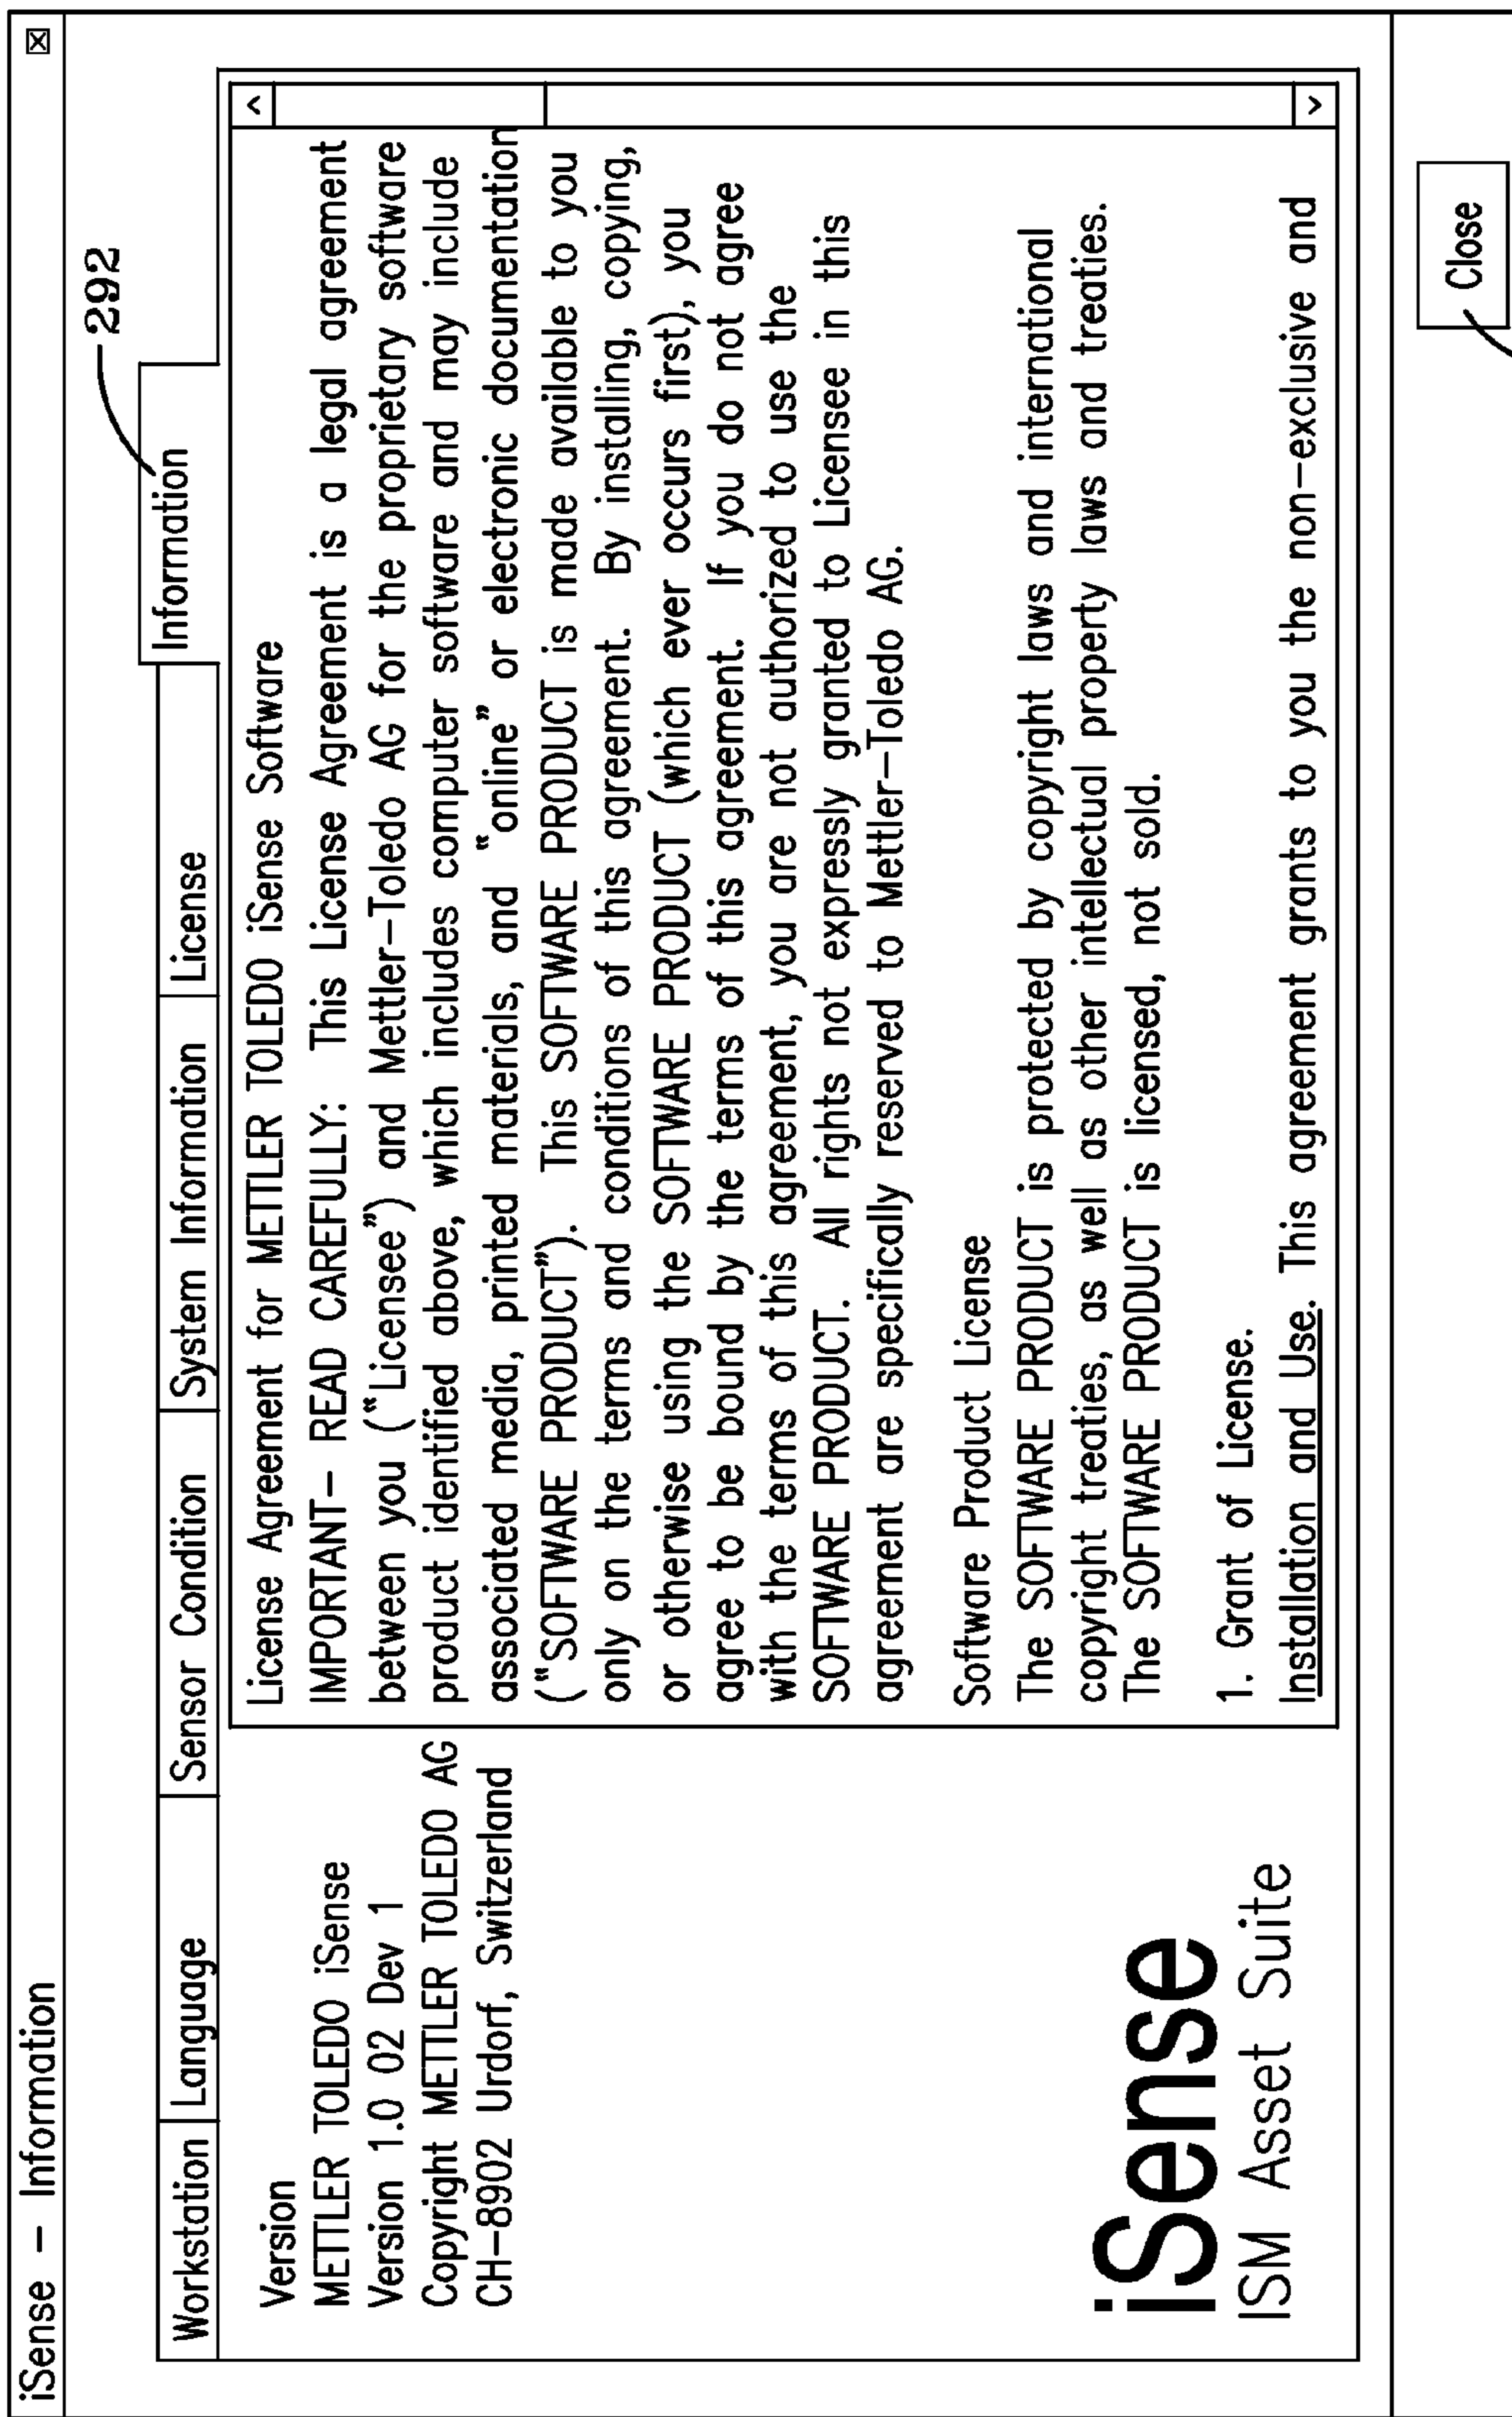 iSense – Information
292
Workstation
Language
Sensor Condition
System Information
License
Information
Version
METTLER TOLEDO iSense
Version 1.0 02 Dev 1
Copyright METTLER TOLEDO AG
CH–8902 Urdorf, Switzerland
iSense
ISM Asset Suite
License Agreement for METTLER TOLEDO iSense Software
IMPORTANT– READ CAREFULLY: This License Agreement is a legal agreement
between you (“Licensee”) and Mettler–Toledo AG for the proprietary software
product identified above, which includes computer software and may include
associated media, printed materials, and “online” or electronic documentation
(“SOFTWARE PRODUCT”). This SOFTWARE PRODUCT is made available to you
only on the terms and conditions of this agreement. By installing, copying,
or otherwise using the SOFTWARE PRODUCT (which ever occurs first), you
agree to be bound by the terms of this agreement. If you do not agree
with the terms of this agreement, you are not authorized to use the
SOFTWARE PRODUCT. All rights not expressly granted to Licensee in this
agreement are specifically reserved to Mettler–Toledo AG.
Software Product License
The SOFTWARE PRODUCT is protected by copyright laws and international
copyright treaties, as well as other intellectual property laws and treaties.
The SOFTWARE PRODUCT is licensed, not sold.
1. Grant of License.
Installation and Use. This agreement grants to you the non–exclusive and
Close